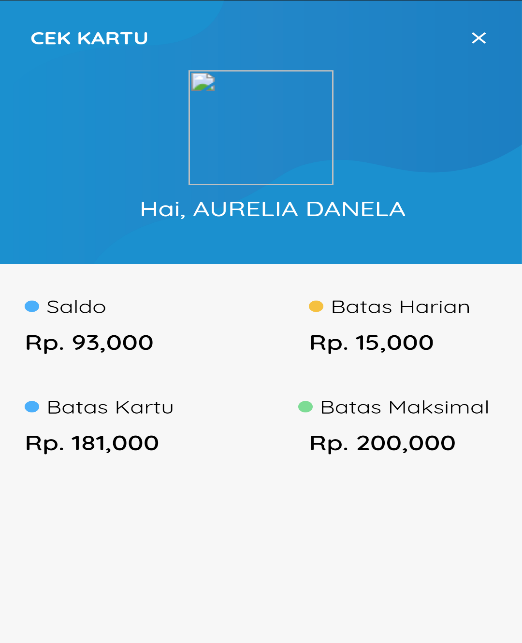 CEK KARTU
Hai, AURELIA DANELA
Saldo
Rp. 93,000
Batas Harian
Rp. 15,000
Batas Kartu
Rp. 181,000
Batas Maksimal
Rp. 200,000